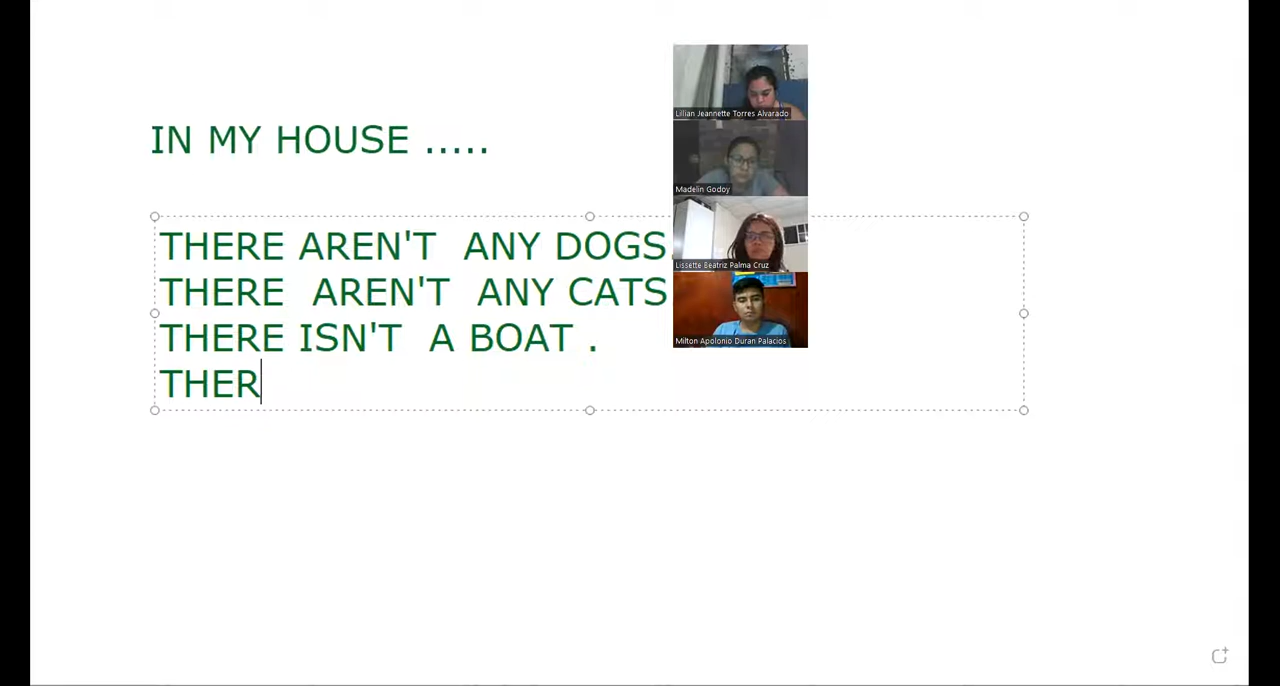 IN MY HOUSE .....
THERE AREN'T ANY DOGS
THERE AREN'T ANY CATS
THERE ISN'T A BOAT .
THER
Lillian Jeannette Torres Alvarado
Madelin Godoy
Lissette Beatriz Palma Cruz
Milton Apolonio Duran Palacios